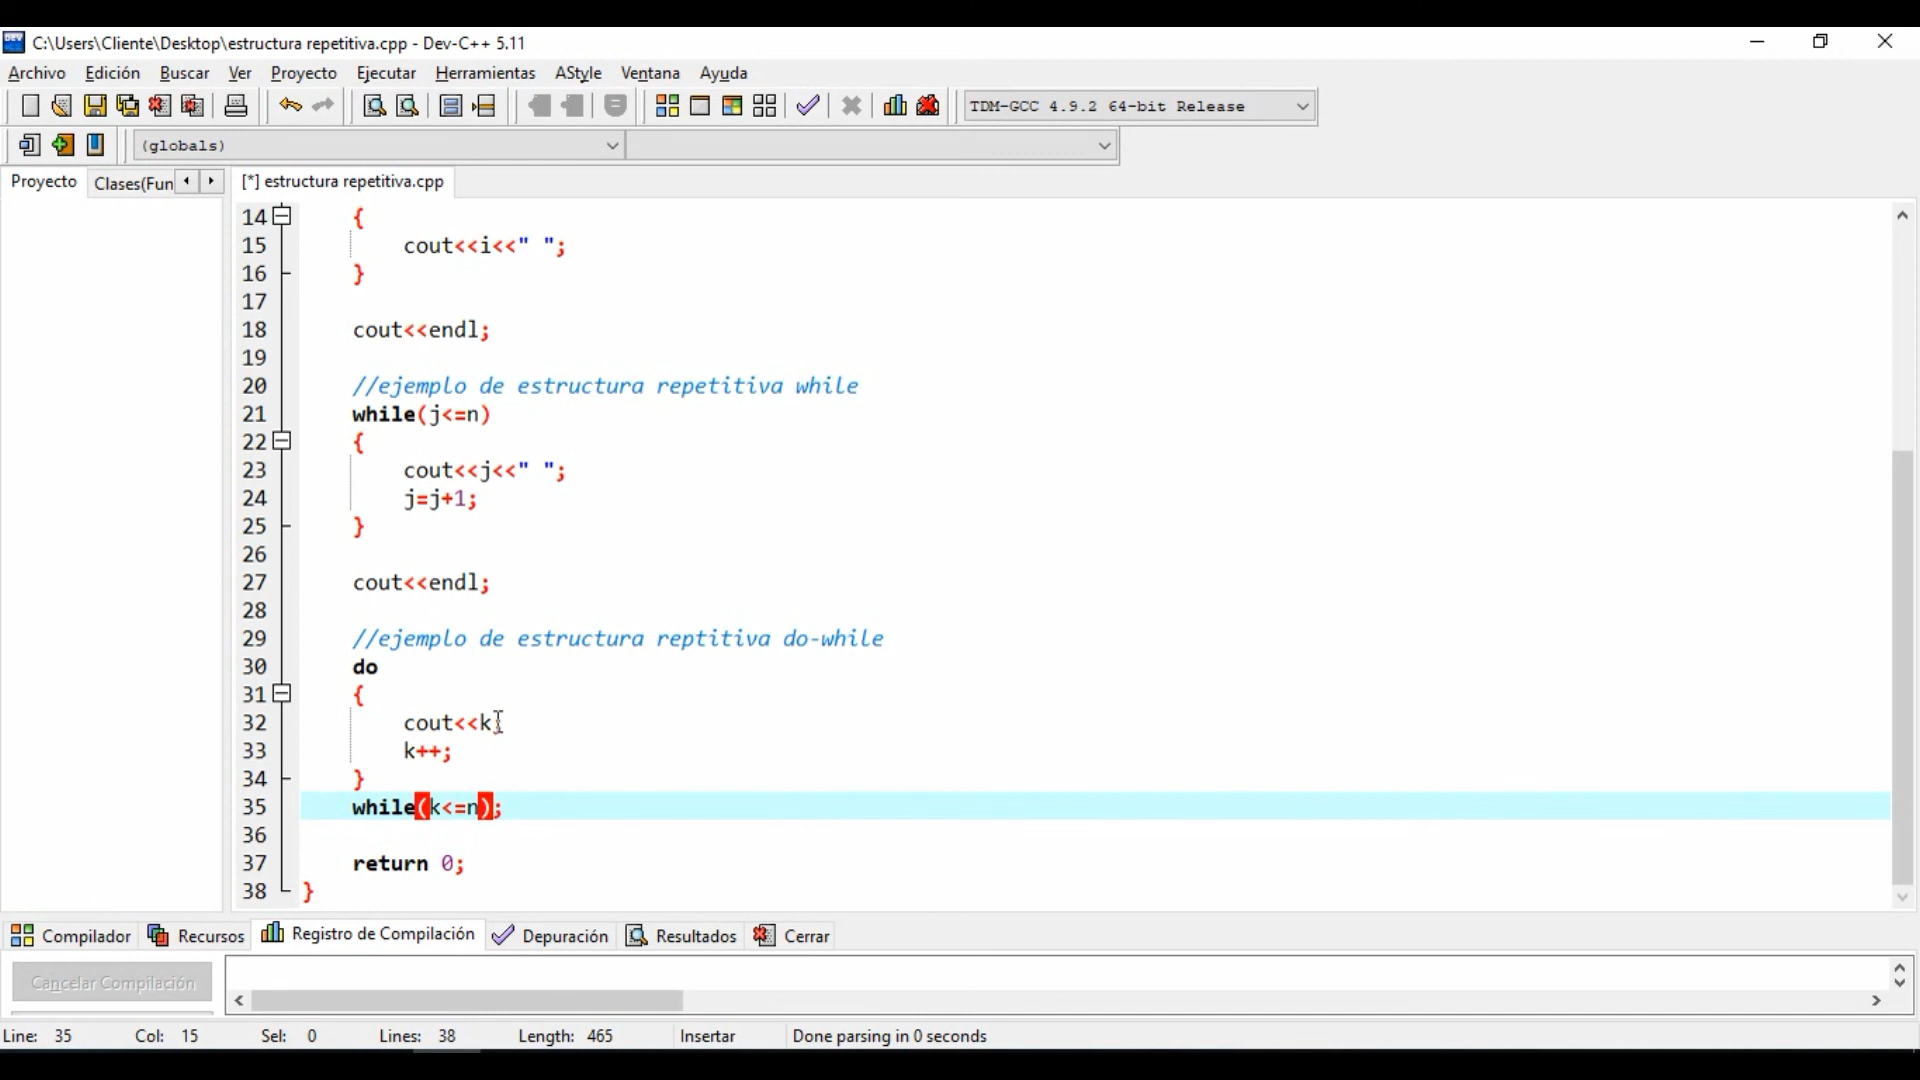 C:\Users\Cliente\Desktop\estructura repetitiva.cpp - Dev-C++ 5.11
Archivo Edición Buscar Ver Proyecto Ejecutar Herramientas AStyle Ventana Ayuda
TDM-GCC 4.9.2 64-bit Release
(globals)
Proyecto Clases(Fun [*] estructura repetitiva.cpp
14 {
15 cout<<i<<" ";
16 }
17
18 cout<<endl;
19
20 //ejemplo de estructura repetitiva while
21 while(j<=n)
22 {
23 cout<<j<<" ";
24 j=j+1;
25 }
26
27 cout<<endl;
28
29 //ejemplo de estructura reptitiva do-while
30 do
31 {
32 cout<<k;
33 k++;
34 }
35 while(k<=n);
36
37 return 0;
38 }
Compilador Recursos Registro de Compilación Depuración Resultados Cerrar
Cancelar Compilación
Line: 35 Col: 15 Sel: 0 Lines: 38 Length: 465 Insertar Done parsing in 0 seconds